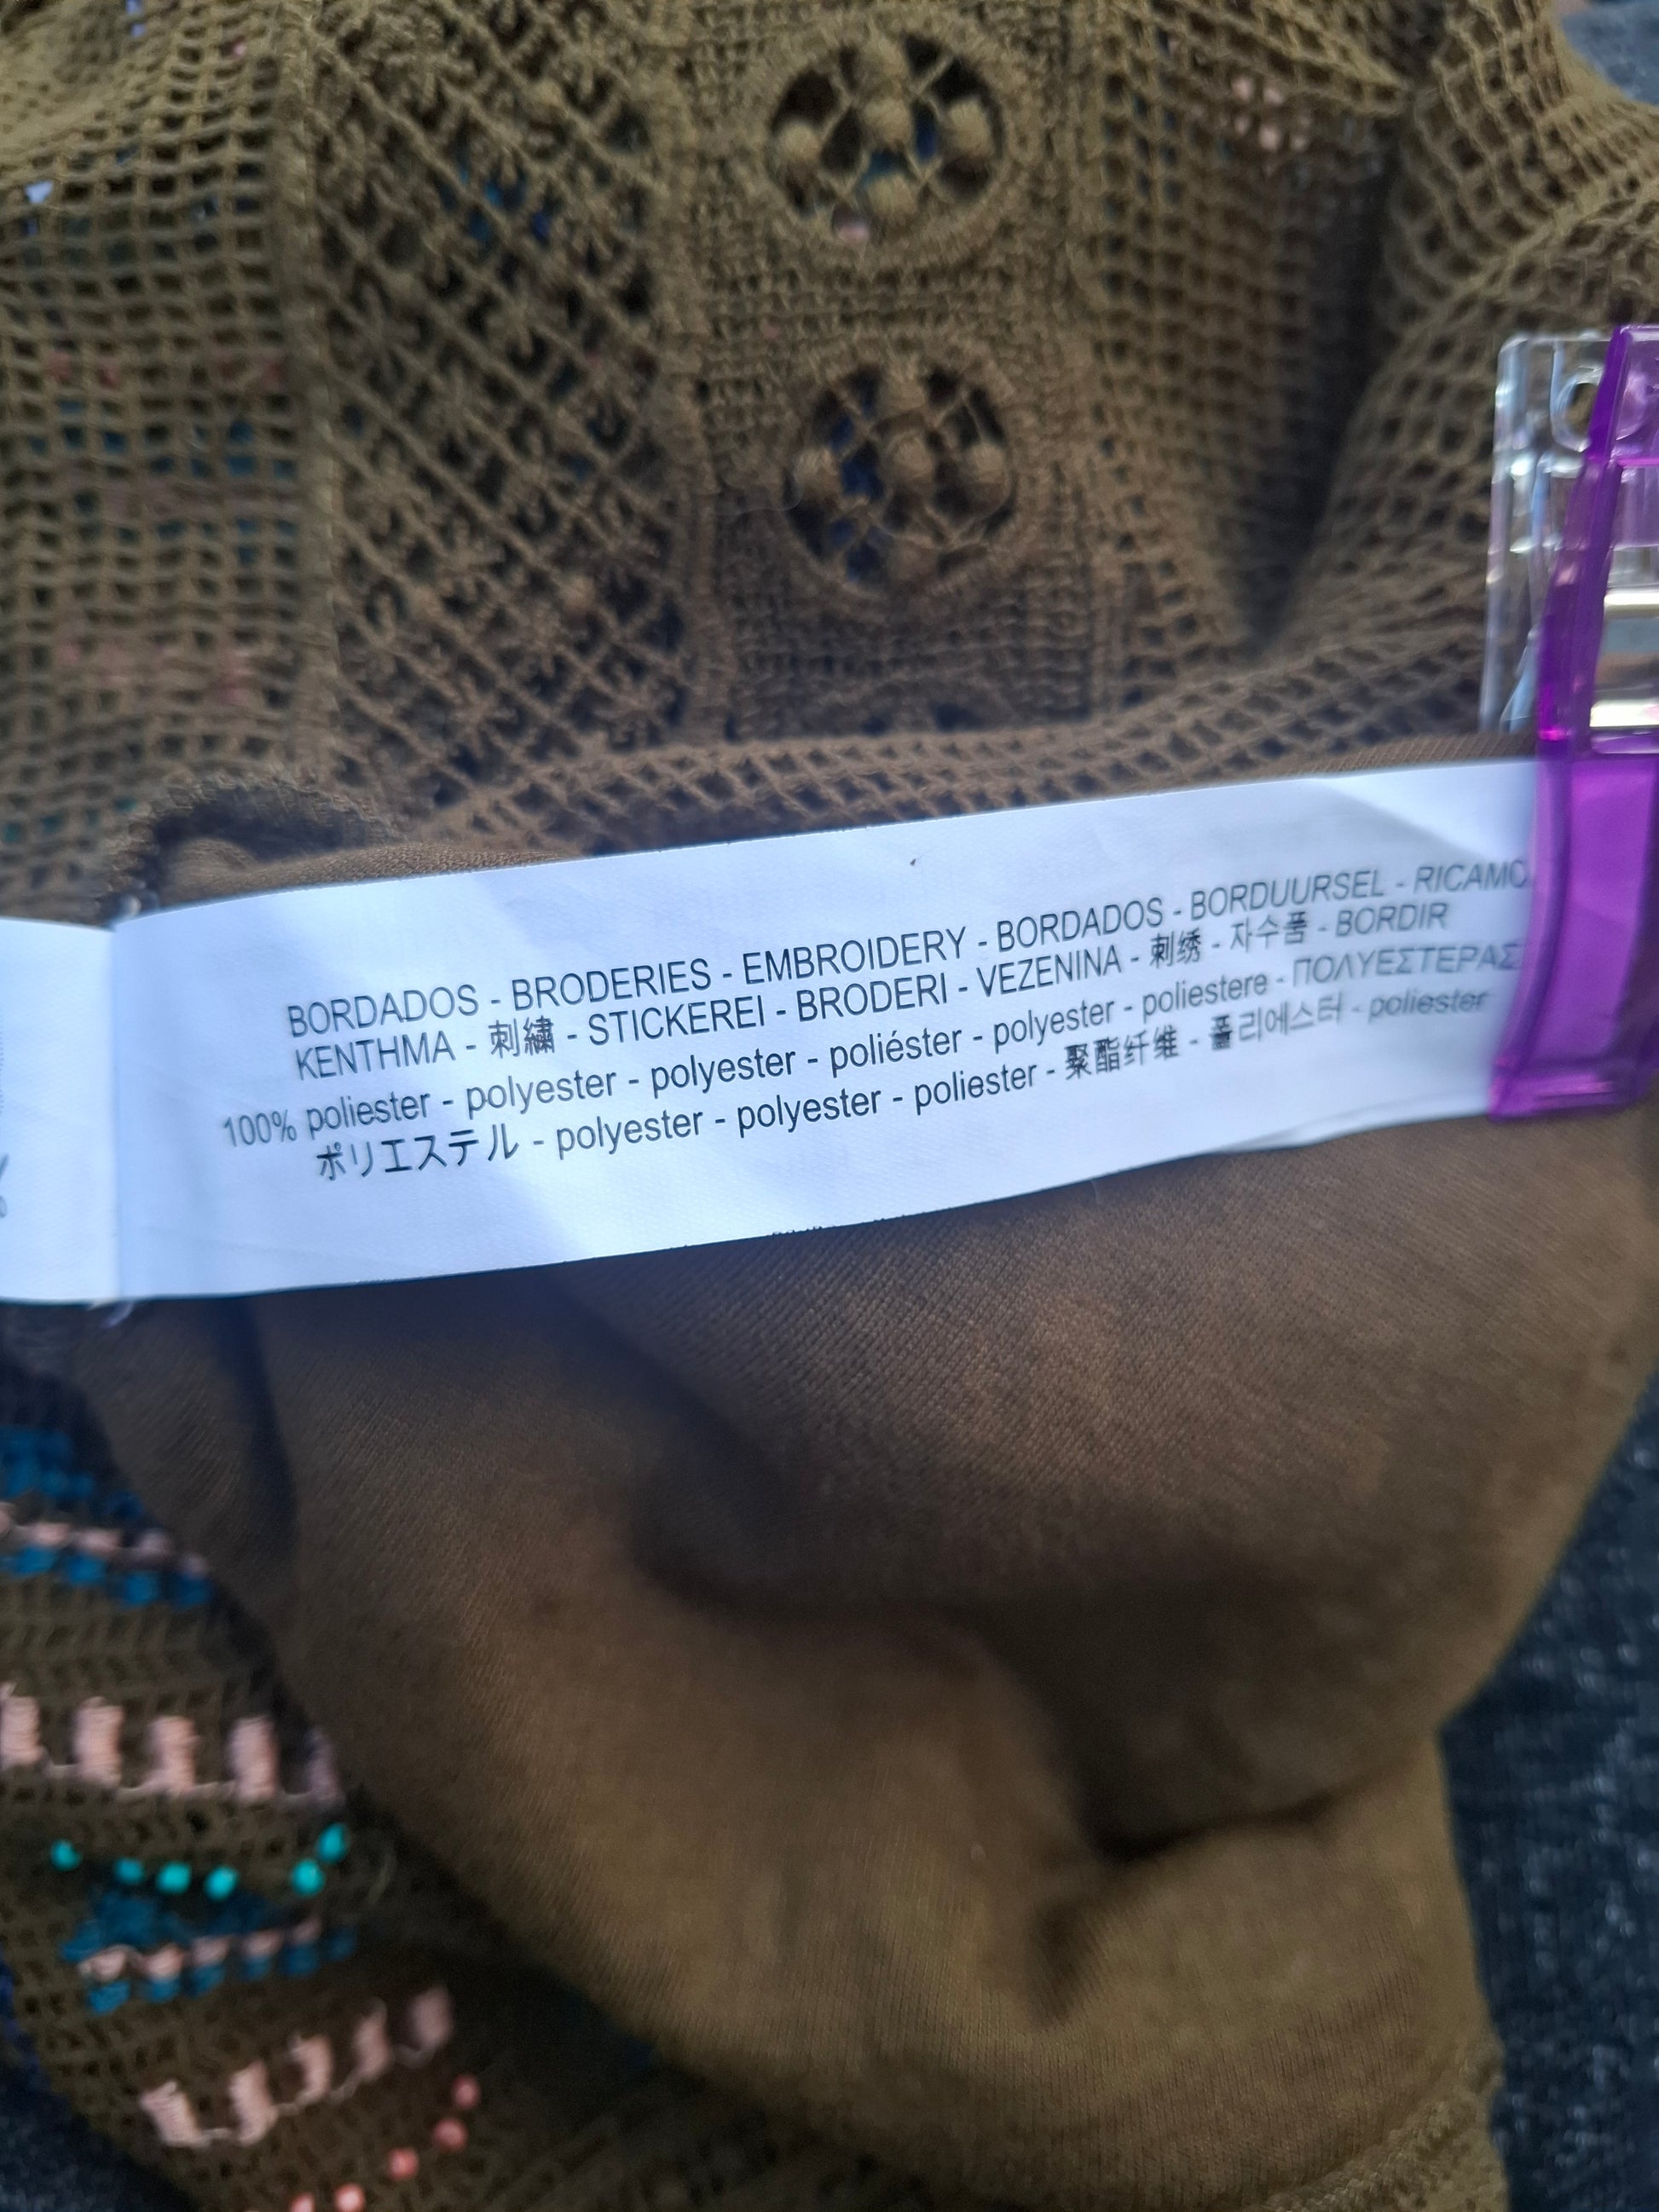 BORDADOS - BRODERIES - EMBROIDERY - BORDADOS - BORDUURSEL - RICAMO
KENTHMA - 刺繍 - STICKEREI - BRODERI - VEZENINA - 刺绣 - 자수품 - BORDIR
100% poliester - polyester - polyester - poliéster - polyester - poliestere - ΠΟΛΥΕΣΤΕΡΑΣ
ポリエステル - polyester - polyester - poliester - 聚酯纤维 - 폴리에스터 - poliester
%